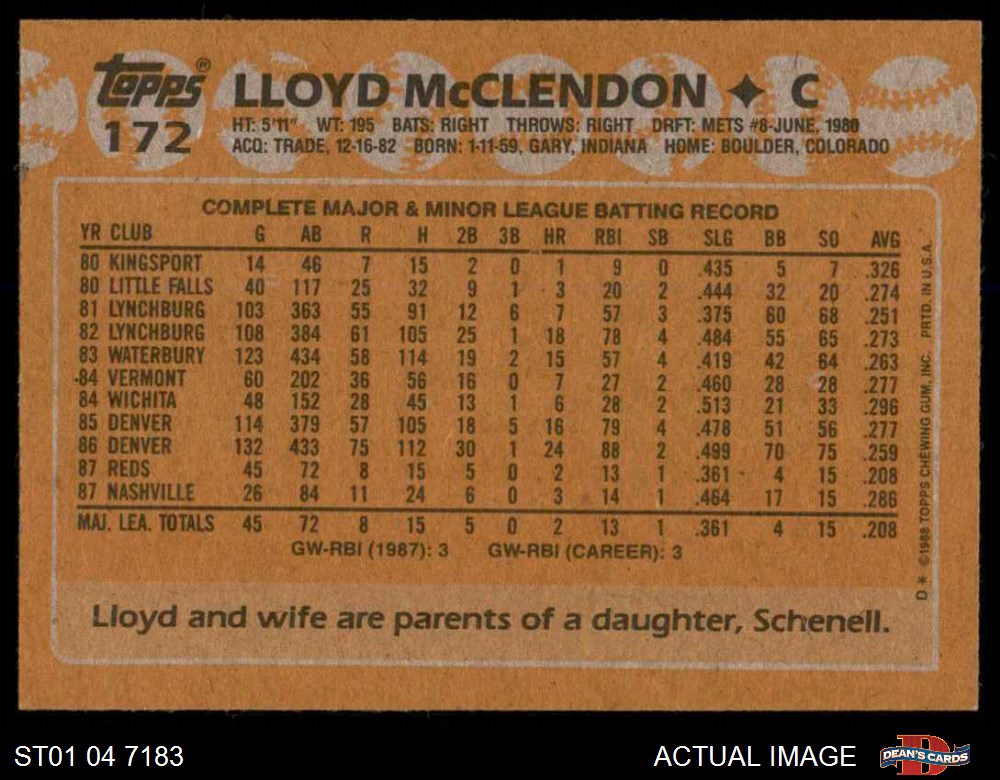 Topps® LLOYD McCLENDON ✦ C
172 HT: 5'11" WT: 195 BATS: RIGHT THROWS: RIGHT DRFT: METS #8-JUNE, 1980
ACQ: TRADE, 12-16-82 BORN: 1-11-59, GARY, INDIANA HOME: BOULDER, COLORADO
COMPLETE MAJOR & MINOR LEAGUE BATTING RECORD
YR CLUB G AB R H 2B 3B HR RBI SB SLG BB SO AVG
80 KINGSPORT 14 46 7 15 2 0 1 9 0 .435 5 7 .326
80 LITTLE FALLS 40 117 25 32 9 1 3 20 2 .444 32 20 .274
81 LYNCHBURG 103 363 55 91 12 6 7 57 3 .375 60 68 .251
82 LYNCHBURG 108 384 61 105 25 1 18 78 4 .484 55 65 .273
83 WATERBURY 123 434 58 114 19 2 15 57 4 .419 42 64 .263
84 VERMONT 60 202 36 56 16 0 7 27 2 .460 28 28 .277
84 WICHITA 48 152 28 45 13 1 6 28 2 .513 21 33 .296
85 DENVER 114 379 57 105 18 5 16 79 4 .478 51 56 .277
86 DENVER 132 433 75 112 30 1 24 88 2 .499 70 75 .259
87 REDS 45 72 8 15 5 0 2 13 1 .361 4 15 .208
87 NASHVILLE 26 84 11 24 6 0 3 14 1 .464 17 15 .286
MAJ. LEA. TOTALS 45 72 8 15 5 0 2 13 1 .361 4 15 .208
GW-RBI (1987): 3 GW-RBI (CAREER): 3
Lloyd and wife are parents of a daughter, Schenell.
D* ©1988 TOPPS CHEWING GUM, INC. PRTD. IN U.S.A.
ST01 04 7183 ACTUAL IMAGE DEAN'S CARDS